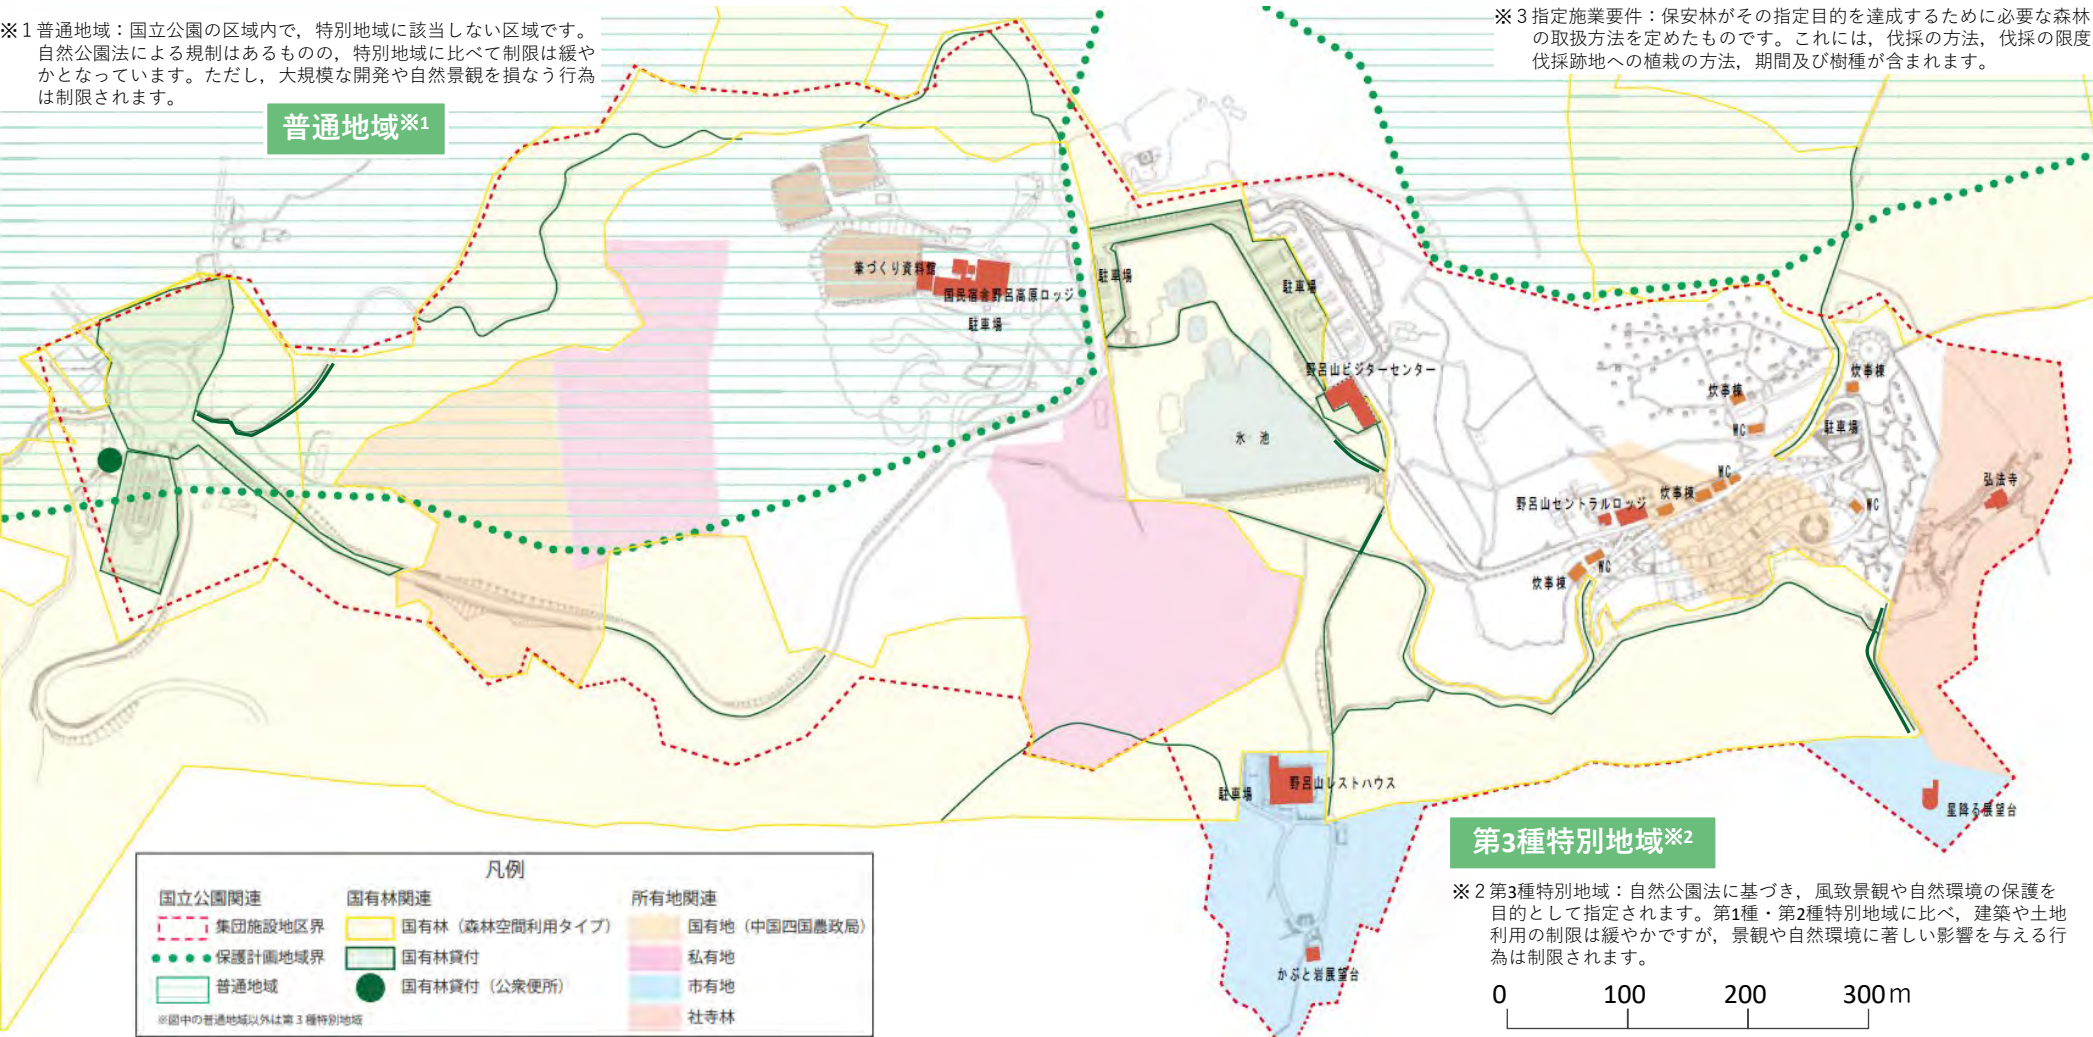 ※1 普通地域：国立公園の区域内で，特別地域に該当しない区域です。
自然公園法による規制はあるものの，特別地域に比べて制限は緩や
かとなっています。ただし，大規模な開発や自然景観を損なう行為
は制限されます。
普通地域※1
※3 指定施業要件：保安林がその指定目的を達成するために必要な森林
の取扱方法を定めたものです。これには，伐採の方法，伐採の限度
伐採跡地への植栽の方法，期間及び樹種が含まれます。
筆づくり資料館
国民宿舎野呂高原ロッジ
駐車場
駐車場
駐車場
野呂山ビジターセンター
氷池
炊事棟
炊事棟
WC
駐車場
WC
炊事棟
野呂山セントラルロッジ
WC
弘法寺
WC
炊事棟
野呂山レストハウス
駐車場
星降る展望台
かぶと岩展望台
第3種特別地域※2
※2 第3種特別地域：自然公園法に基づき，風致景観や自然環境の保護を
目的として指定されます。第1種・第2種特別地域に比べ，建築や土地
利用の制限は緩やかですが，景観や自然環境に著しい影響を与える行
為は制限されます。
0 100 200 300m
凡例
国立公園関連
集団施設地区界
保護計画地域界
普通地域
※図中の普通地域以外は第3種特別地域
国有林関連
国有林（森林空間利用タイプ）
国有林貸付
国有林貸付（公衆便所）
所有地関連
国有地（中国四国農政局）
私有地
市有地
社寺林